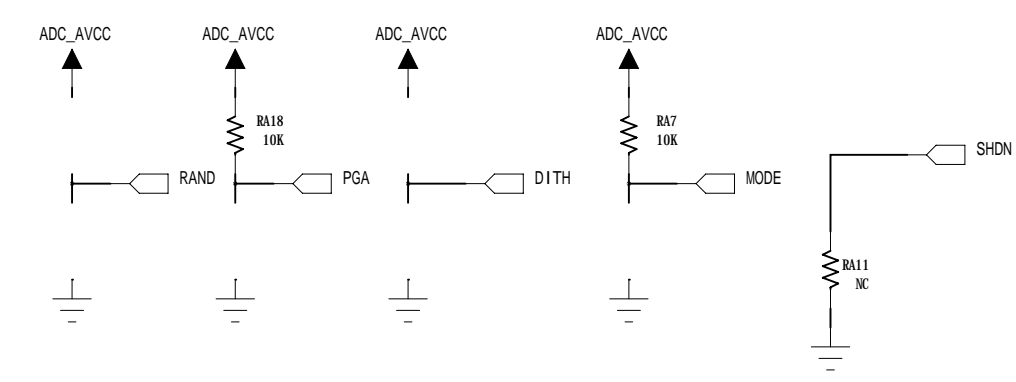 ADC_AVCC
ADC_AVCC
ADC_AVCC
ADC_AVCC
RA18
10K
RA7
10K
SHDN
RAND
PGA
DITH
MODE
RA11
NC